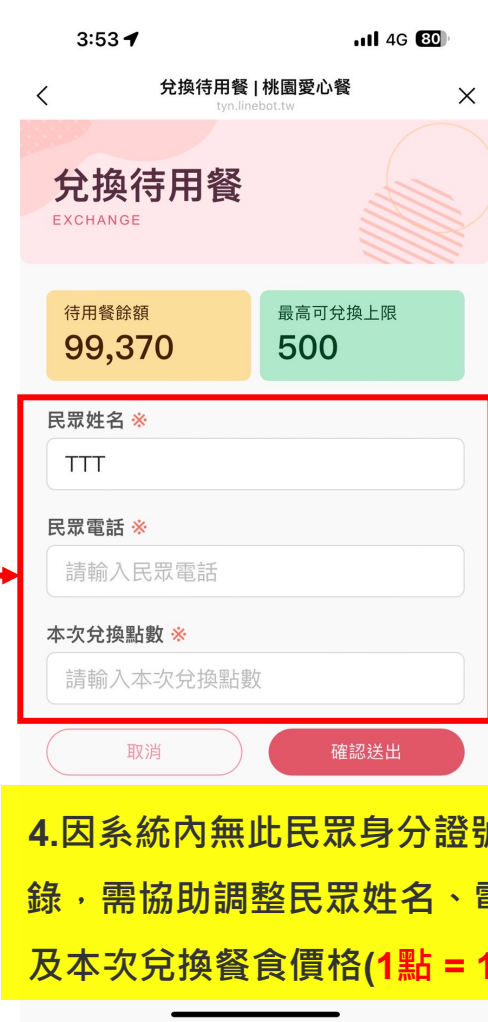 3:53
4G 80
兌換待用餐 | 桃園愛心餐
tyn.linebot.tw
兌換待用餐
EXCHANGE
待用餐餘額
99,370
最高可兌換上限
500
民眾姓名 ※
TTT
民眾電話 ※
請輸入民眾電話
本次兌換點數 ※
請輸入本次兌換點數
取消
確認送出
4.因系統內無此民眾身分證
錄，需協助調整民眾姓名、
及本次兌換餐食價格(1點 = 1